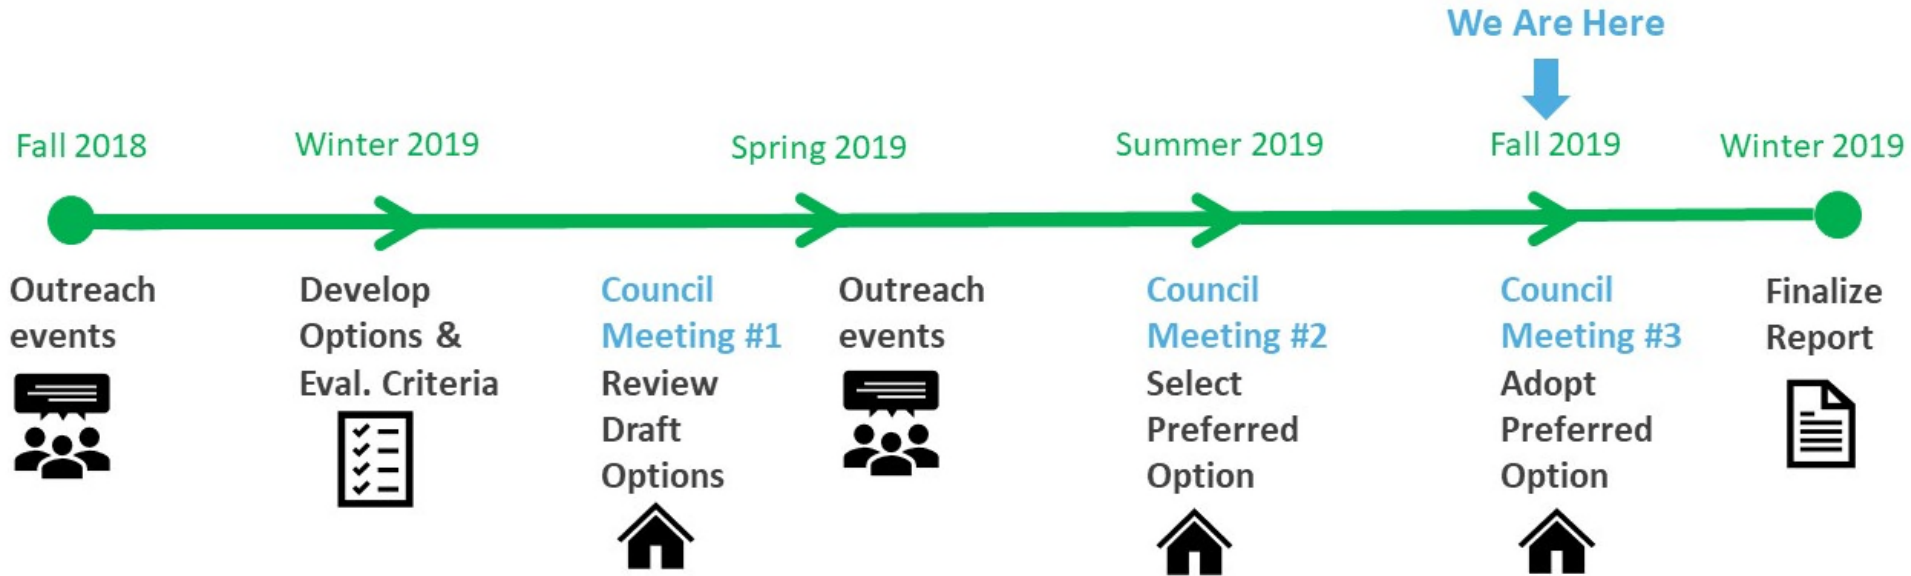 We Are Here
Fall 2018
Winter 2019
Spring 2019
Summer 2019
Fall 2019
Winter 2019
Outreach
events
Develop
Options &
Eval. Criteria
Council
Meeting #1
Review
Draft
Options
Outreach
events
Council
Meeting #2
Select
Preferred
Option
Council
Meeting #3
Adopt
Preferred
Option
Finalize
Report